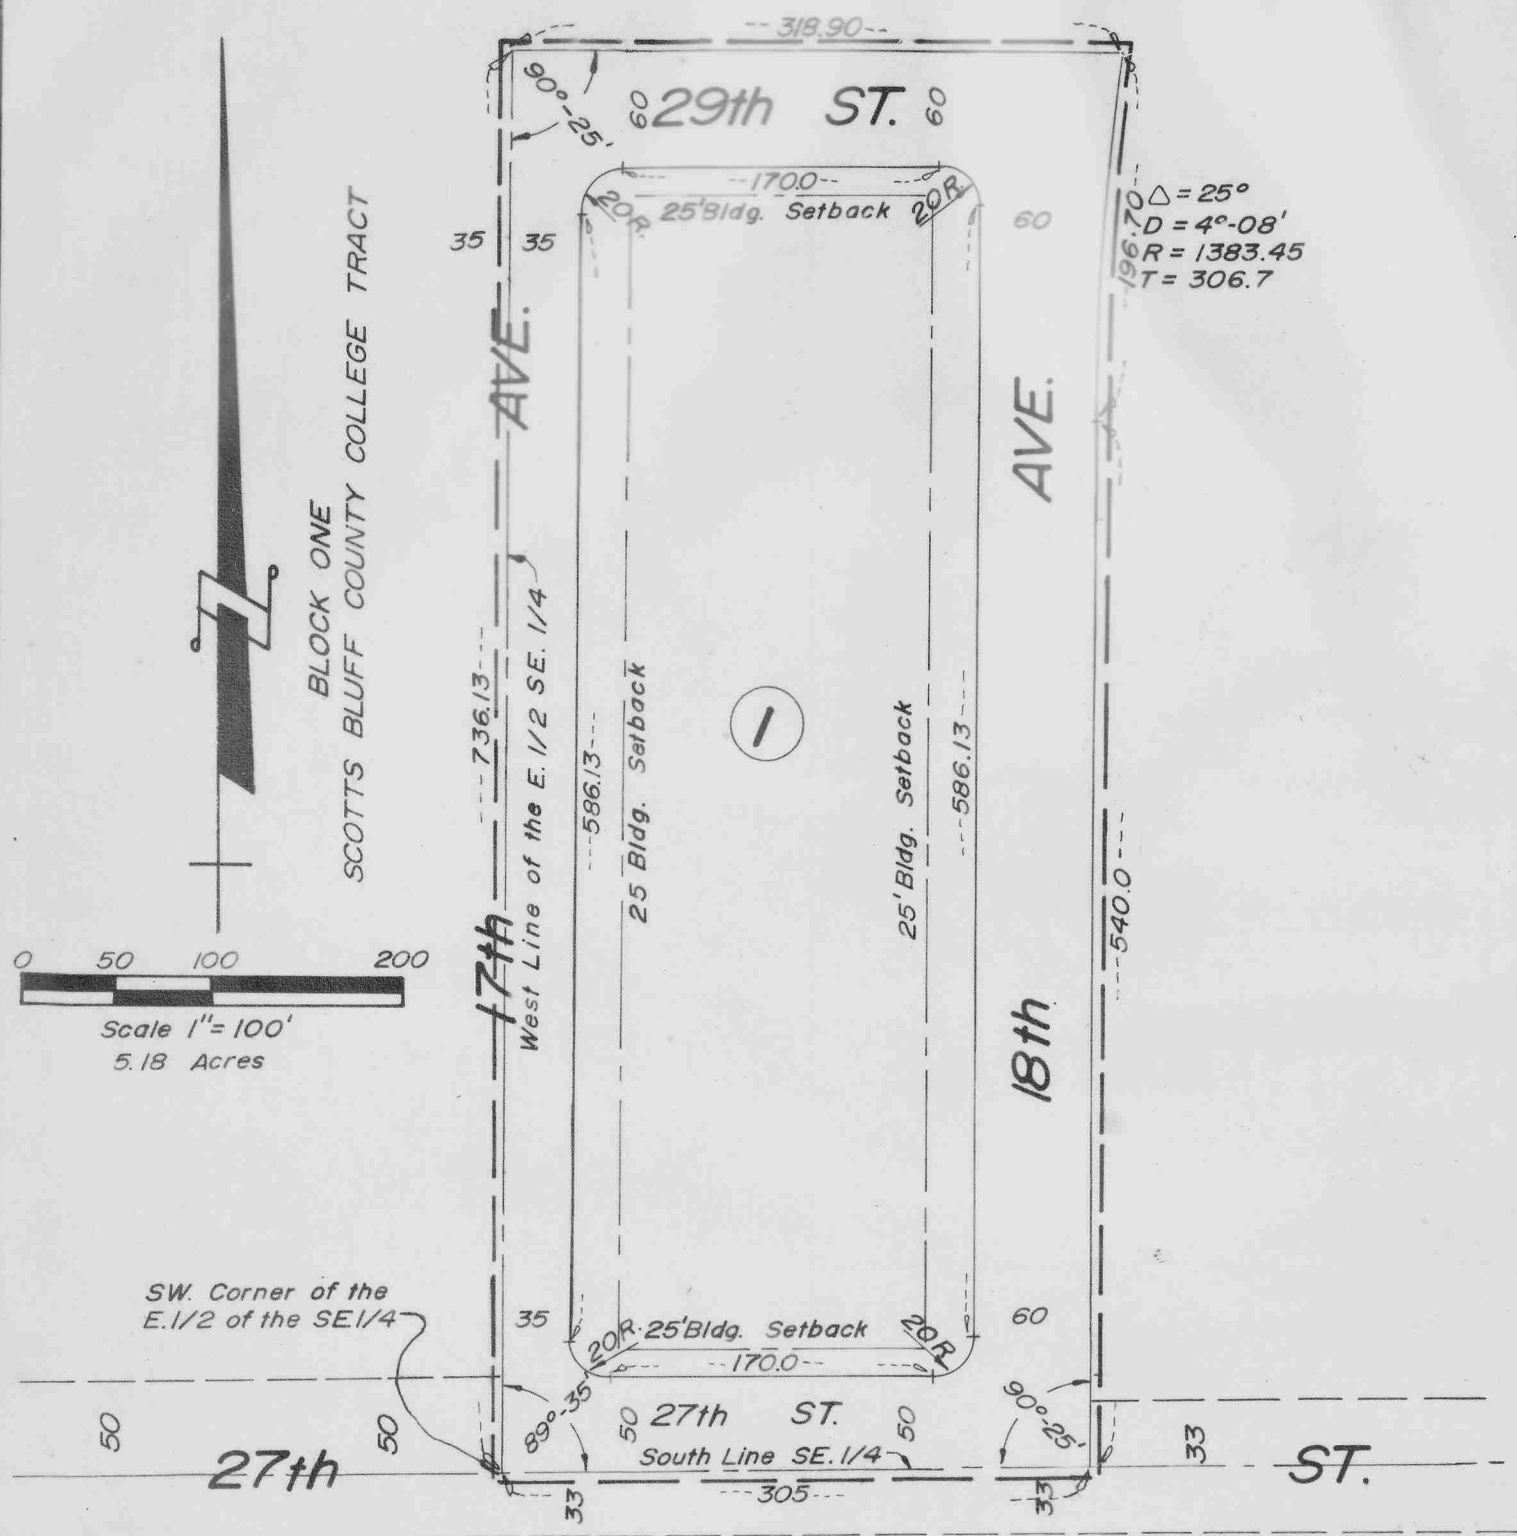 --318.90--
90°-25'
60
29th ST.
60
--170.0--
20 R.
25' Bldg. Setback
20 R.
35
35
60
196.70
△ = 25°
D = 4°-08'
R = 1383.45
T = 306.7
BLOCK ONE
SCOTTS BLUFF COUNTY COLLEGE TRACT
17th AVE.
---736.13---
West Line of the E. 1/2 SE. 1/4
---586.13---
25 Bldg. Setback
1
25' Bldg. Setback
---586.13---
18th AVE.
---540.0---
0 50 100 200
Scale 1"= 100'
5.18 Acres
SW. Corner of the
E. 1/2 of the SE 1/4
35
60
20 R.
25' Bldg. Setback
20 R.
--170.0--
89°-35'
90°-25'
50
50
50
27th ST.
50
33
South Line SE. 1/4
27th ST.
33
---305---
33